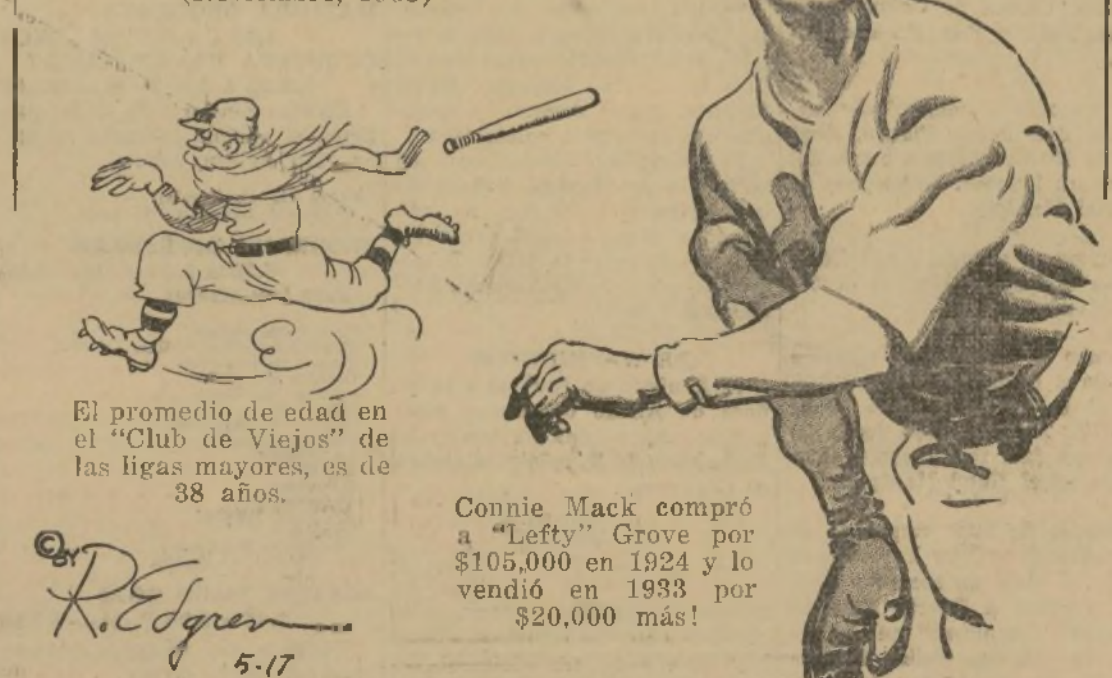 El promedio de edad en
el “Club de Viejos” de
las ligas mayores, es de
38 años.
Connie Mack compró
a “Lefty” Grove por
$105,000 en 1924 y lo
vendió en 1933 por
$20,000 más!
© BY
R. Edgren
5-17